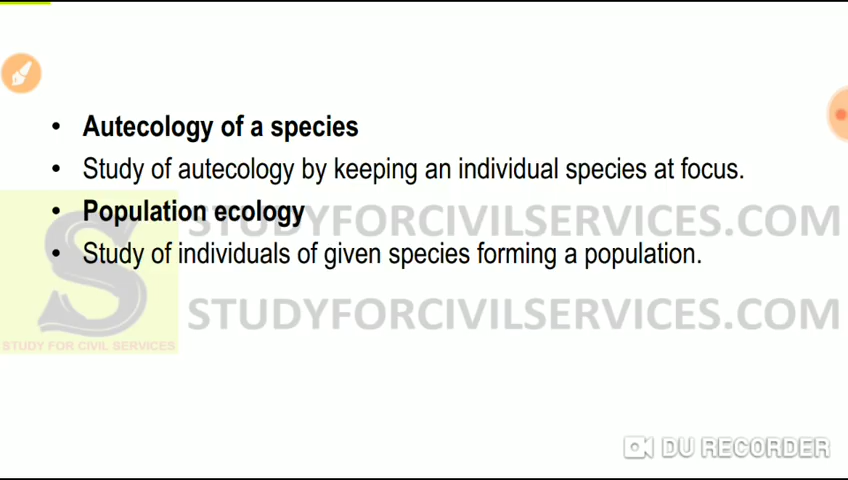 • Autecology of a species
• Study of autecology by keeping an individual species at focus.
• Population ecology
STUDYFORCIVILSERVICES.COM
• Study of individuals of given species forming a population.
STUDYFORCIVILSERVICES.COM
S
STUDY FOR CIVIL SERVICES
DU RECORDER